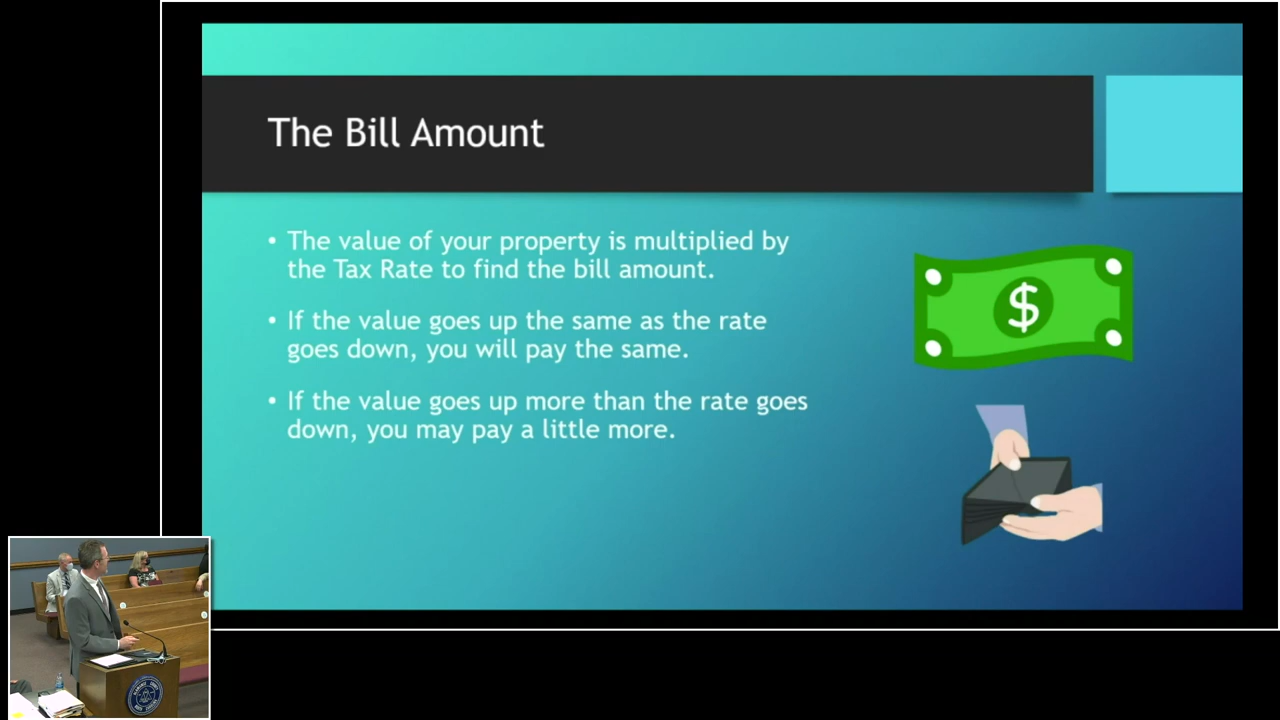 The Bill Amount
• The value of your property is multiplied by
the Tax Rate to find the bill amount.
• If the value goes up the same as the rate
goes down, you will pay the same.
• If the value goes up more than the rate goes
down, you may pay a little more.
$